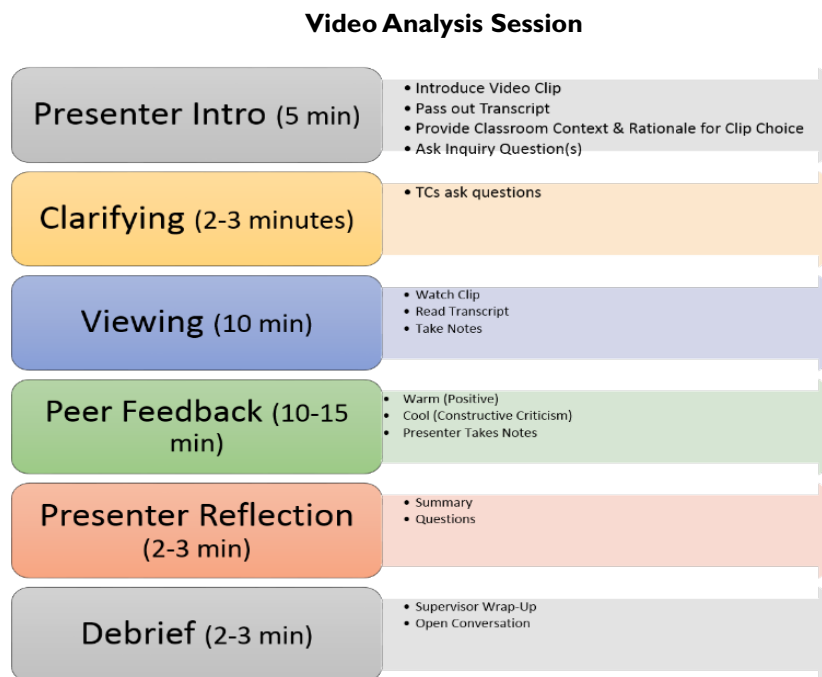 Video Analysis Session
Presenter Intro (5 min)
• Introduce Video Clip
• Pass out Transcript
• Provide Classroom Context & Rationale for Clip Choice
• Ask Inquiry Question(s)
Clarifying (2-3 minutes)
• TCs ask questions
Viewing (10 min)
• Watch Clip
• Read Transcript
• Take Notes
Peer Feedback (10-15
min)
• Warm (Positive)
• Cool (Constructive Criticism)
• Presenter Takes Notes
Presenter Reflection
(2-3 min)
• Summary
• Questions
Debrief (2-3 min)
• Supervisor Wrap-Up
• Open Conversation